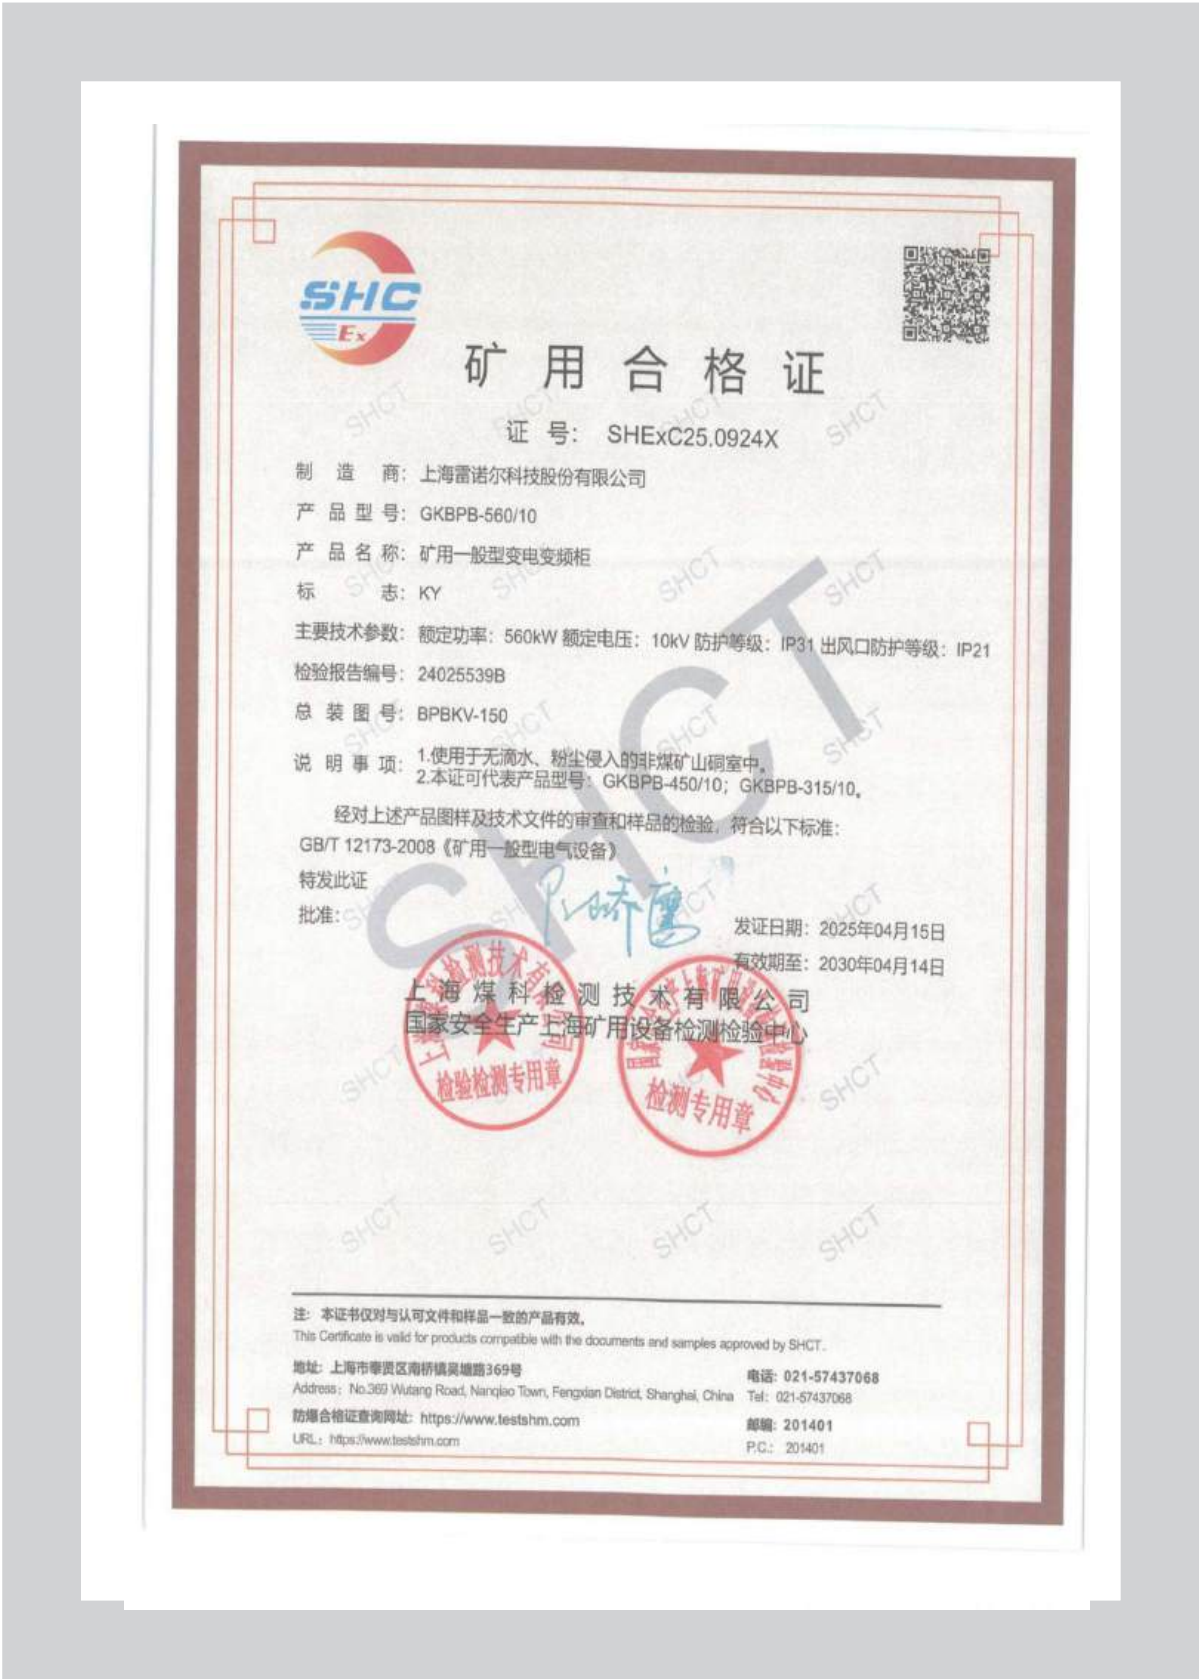 SHC
Ex
矿用合格证
证 号： SHExC25.0924X
制造商：上海雷诺尔科技股份有限公司
产品型号：GKBPB-560/10
产品名称：矿用一般型变电变频柜
标志：KY
主要技术参数：额定功率：560kW 额定电压：10kV 防护等级：IP31 出风口防护等级：IP21
检验报告编号：24025539B
总装图号：BPBKV-150
说明事项：1.使用于无滴水、粉尘侵入的非煤矿山硐室中。
2.本证可代表产品型号：GKBPB-450/10；GKBPB-315/10。
经对上述产品图样及技术文件的审查和样品的检验，符合以下标准：
GB/T 12173-2008《矿用一般型电气设备》
特发此证
批准：
发证日期：2025年04月15日
有效期至：2030年04月14日
上海煤科检测技术有限公司
国家安全生产上海矿用设备检测检验中心
检验检测专用章
检测专用章
SHCT
注：本证书仅对与认可文件和样品一致的产品有效。
This Certificate is valid for products compatible with the documents and samples approved by SHCT.
地址：上海市奉贤区南桥镇吴塘路369号
电话：021-57437068
Address：No.369 Wutang Road, Nanqiao Town, Fengxian District, Shanghai, China
Tel：021-57437068
防爆合格证查询网址：https://www.testshm.com
邮编：201401
URL：https://www.testshm.com
P.C.：201401